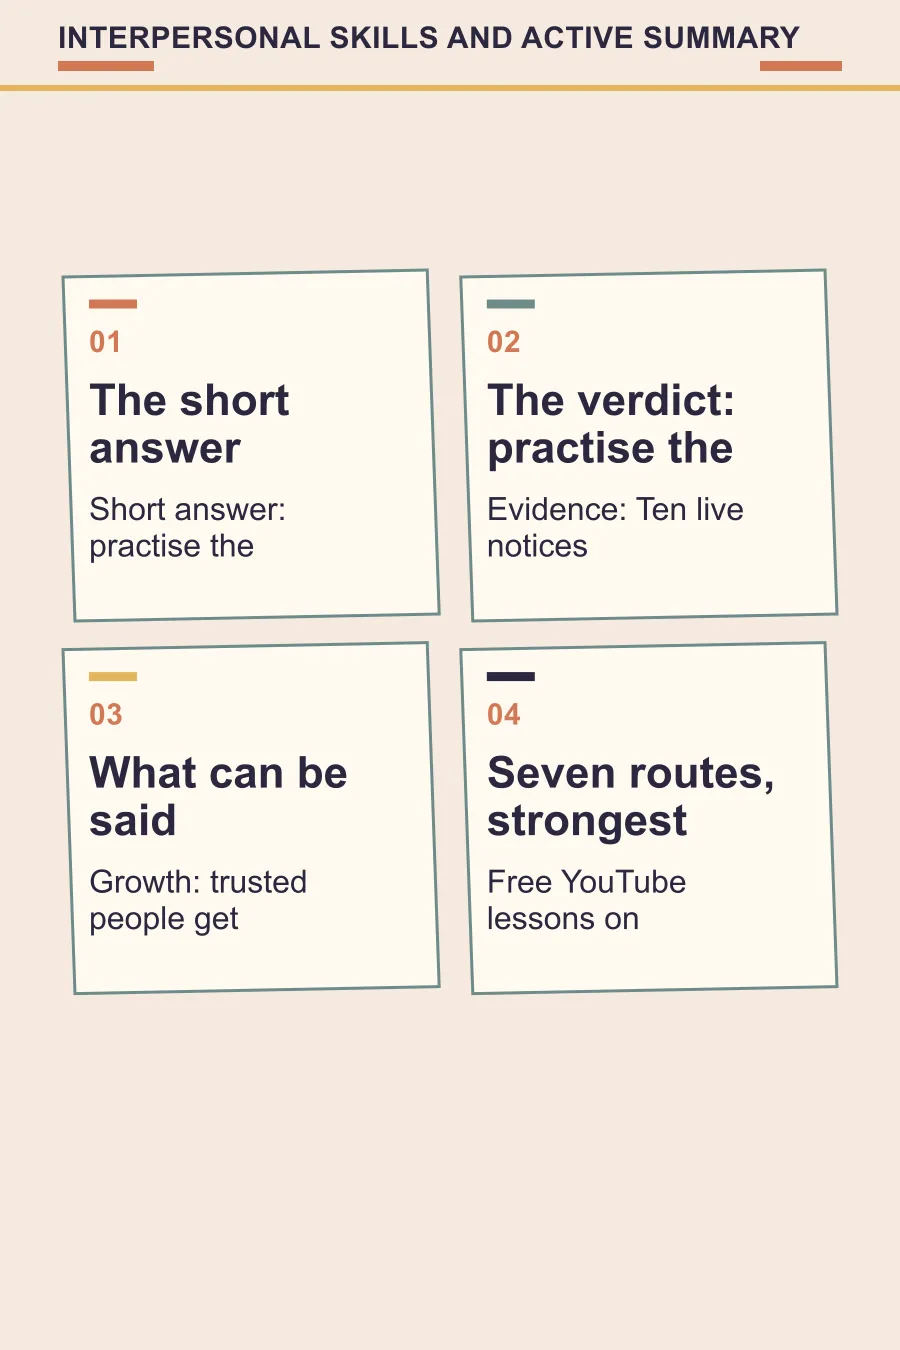 INTERPERSONAL SKILLS AND ACTIVE SUMMARY
01
The short
answer
Short answer:
practise the
02
The verdict:
practise the
Evidence: Ten live
notices
03
What can be
said
Growth: trusted
people get
04
Seven routes,
strongest
Free YouTube
lessons on